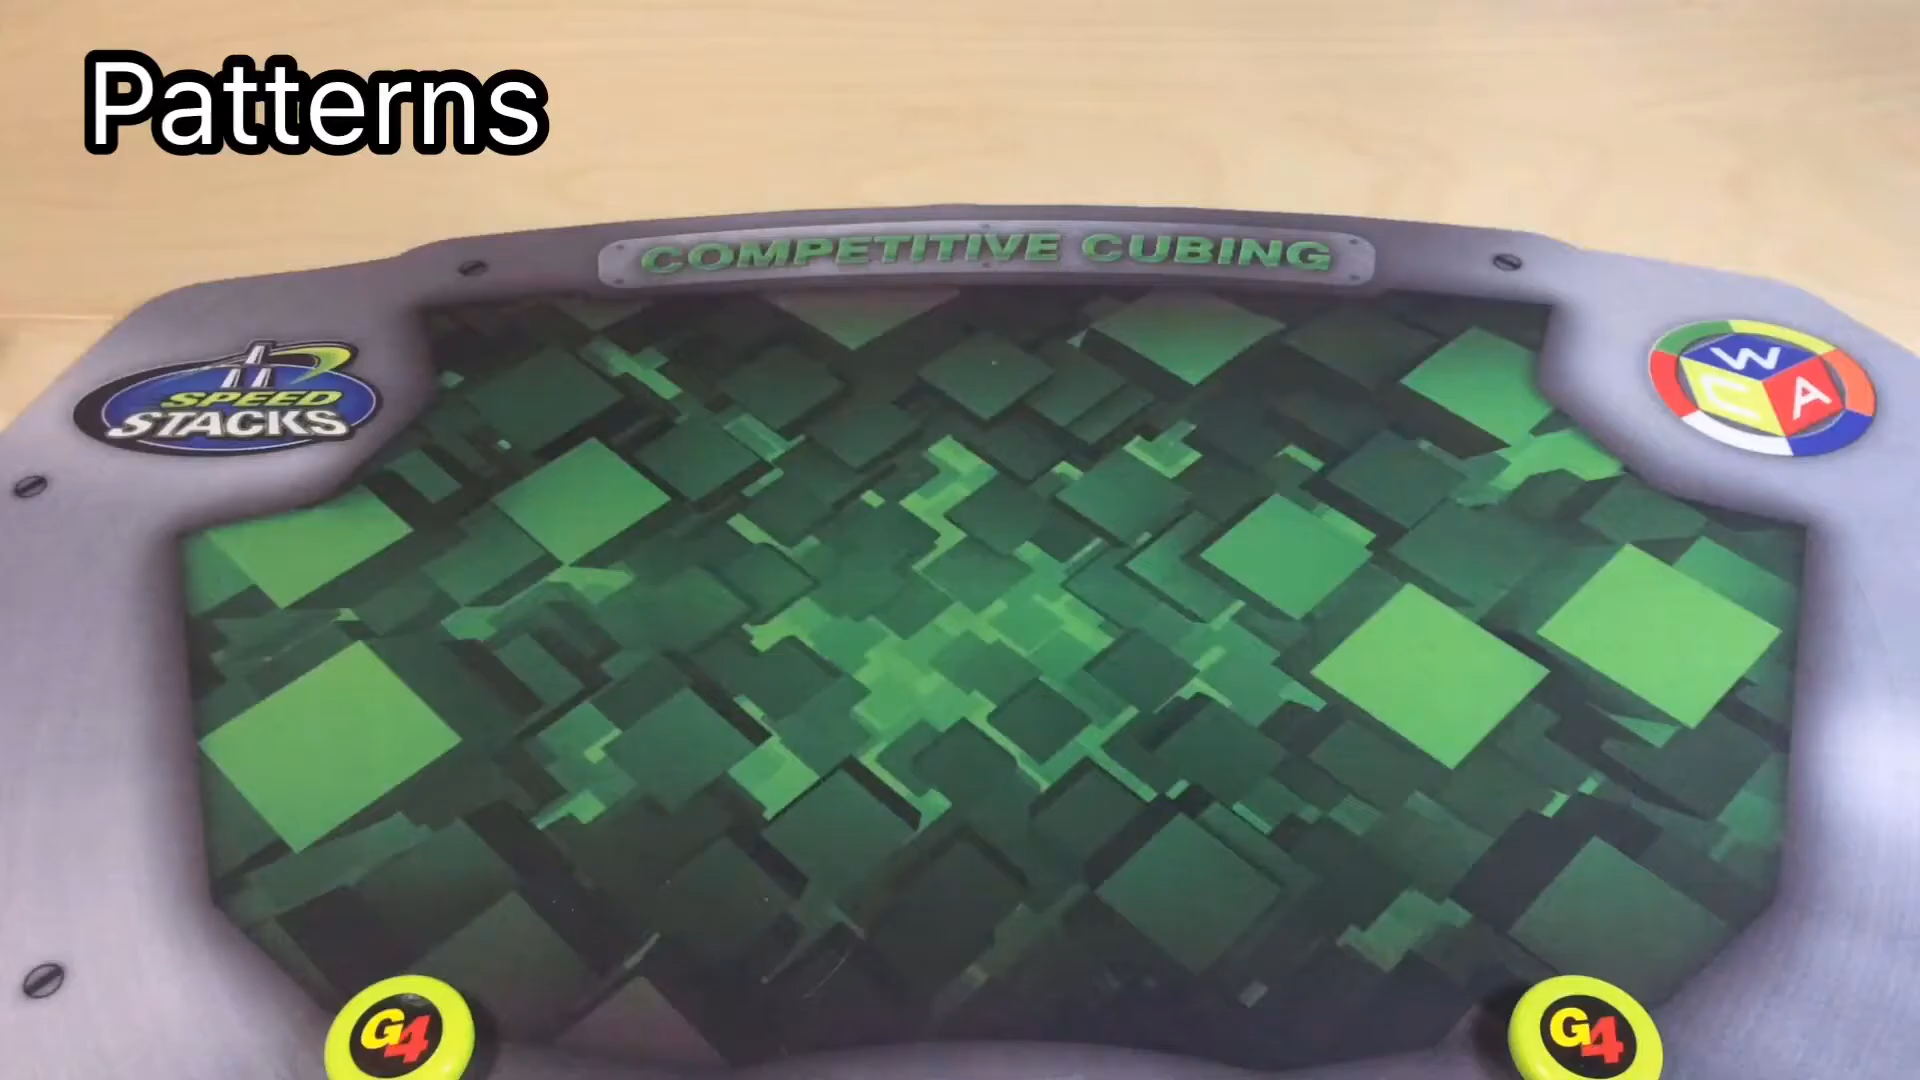 Patterns
COMPETITIVE CUBING
SPEED
STACKS
W
C A
G4
G4